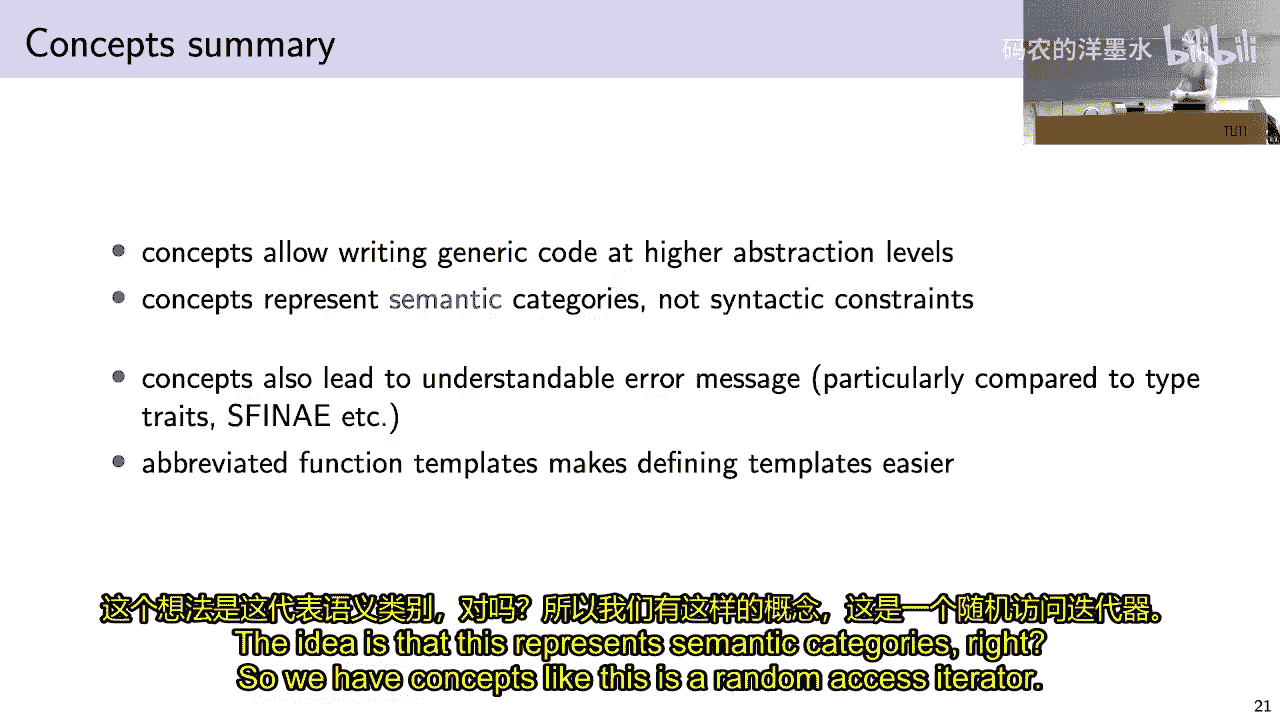 Concepts summary
码农的洋墨水 bilibili
TUM
concepts allow writing generic code at higher abstraction levels
concepts represent semantic categories, not syntactic constraints
concepts also lead to understandable error message (particularly compared to type
traits, SFINAE etc.)
abbreviated function templates makes defining templates easier
这个想法是这代表语义类别，对吗？所以我们有这样的概念，这是一个随机访问迭代器。
The idea is that this represents semantic categories, right?
So we have concepts like this is a random access iterator.
21